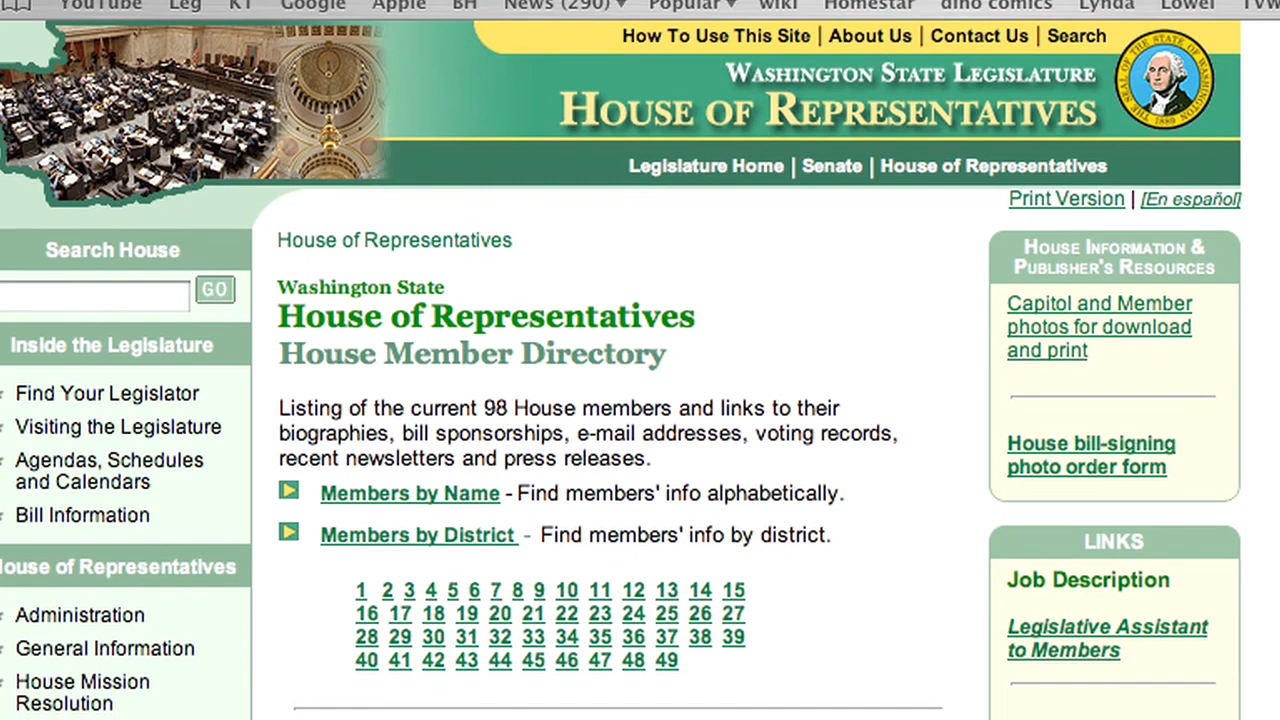 YouTube Leg KT Google Apple BH News (290) Popular wiki Homestar dino comics Lynda Lowel TVW
How To Use This Site | About Us | Contact Us | Search
Washington State Legislature
House of Representatives
Legislature Home | Senate | House of Representatives
Print Version | [En español]
Search House
GO
Inside the Legislature
Find Your Legislator
Visiting the Legislature
Agendas, Schedules
and Calendars
Bill Information
House of Representatives
Administration
General Information
House Mission
Resolution
House of Representatives
Washington State
House of Representatives
House Member Directory
Listing of the current 98 House members and links to their
biographies, bill sponsorships, e-mail addresses, voting records,
recent newsletters and press releases.
Members by Name - Find members' info alphabetically.
Members by District - Find members' info by district.
1 2 3 4 5 6 7 8 9 10 11 12 13 14 15
16 17 18 19 20 21 22 23 24 25 26 27
28 29 30 31 32 33 34 35 36 37 38 39
40 41 42 43 44 45 46 47 48 49
House Information &
Publisher's Resources
Capitol and Member
photos for download
and print
House bill-signing
photo order form
LINKS
Job Description
Legislative Assistant
to Members
THE SEAL OF THE STATE OF WASHINGTON
1889